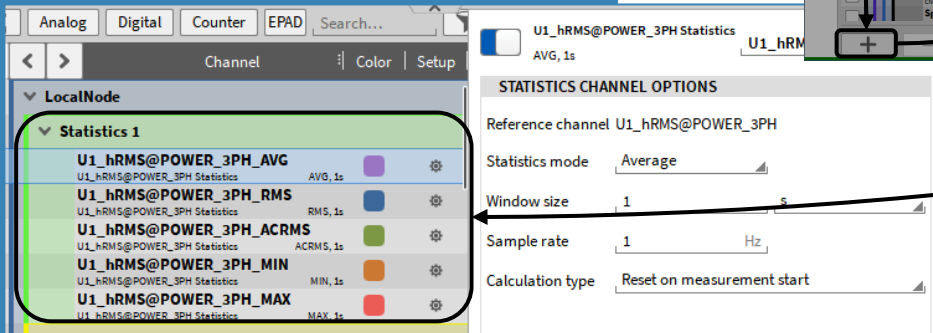 Analog Digital Counter EPAD Search...
Channel Color Setup
LocalNode
Statistics 1
U1_hRMS@POWER_3PH_AVG
U1_hRMS@POWER_3PH Statistics AVG, 1s
U1_hRMS@POWER_3PH_RMS
U1_hRMS@POWER_3PH Statistics RMS, 1s
U1_hRMS@POWER_3PH_ACRMS
U1_hRMS@POWER_3PH Statistics ACRMS, 1s
U1_hRMS@POWER_3PH_MIN
U1_hRMS@POWER_3PH Statistics MIN, 1s
U1_hRMS@POWER_3PH_MAX
U1_hRMS@POWER_3PH Statistics MAX, 1s
U1_hRMS@POWER_3PH Statistics
AVG, 1s
U1_hRM
STATISTICS CHANNEL OPTIONS
Reference channel U1_hRMS@POWER_3PH
Statistics mode Average
Window size 1 s
Sample rate 1 Hz
Calculation type Reset on measurement start